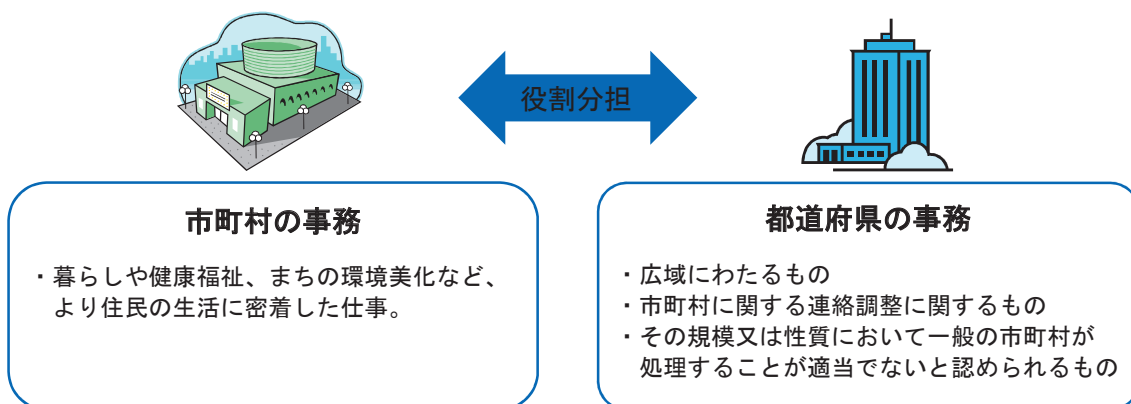 役割分担
市町村の事務
・暮らしや健康福祉、まちの環境美化など、
より住民の生活に密着した仕事。
都道府県の事務
・広域にわたるもの
・市町村に関する連絡調整に関するもの
・その規模又は性質において一般の市町村が
処理することが適当でないと認められるもの